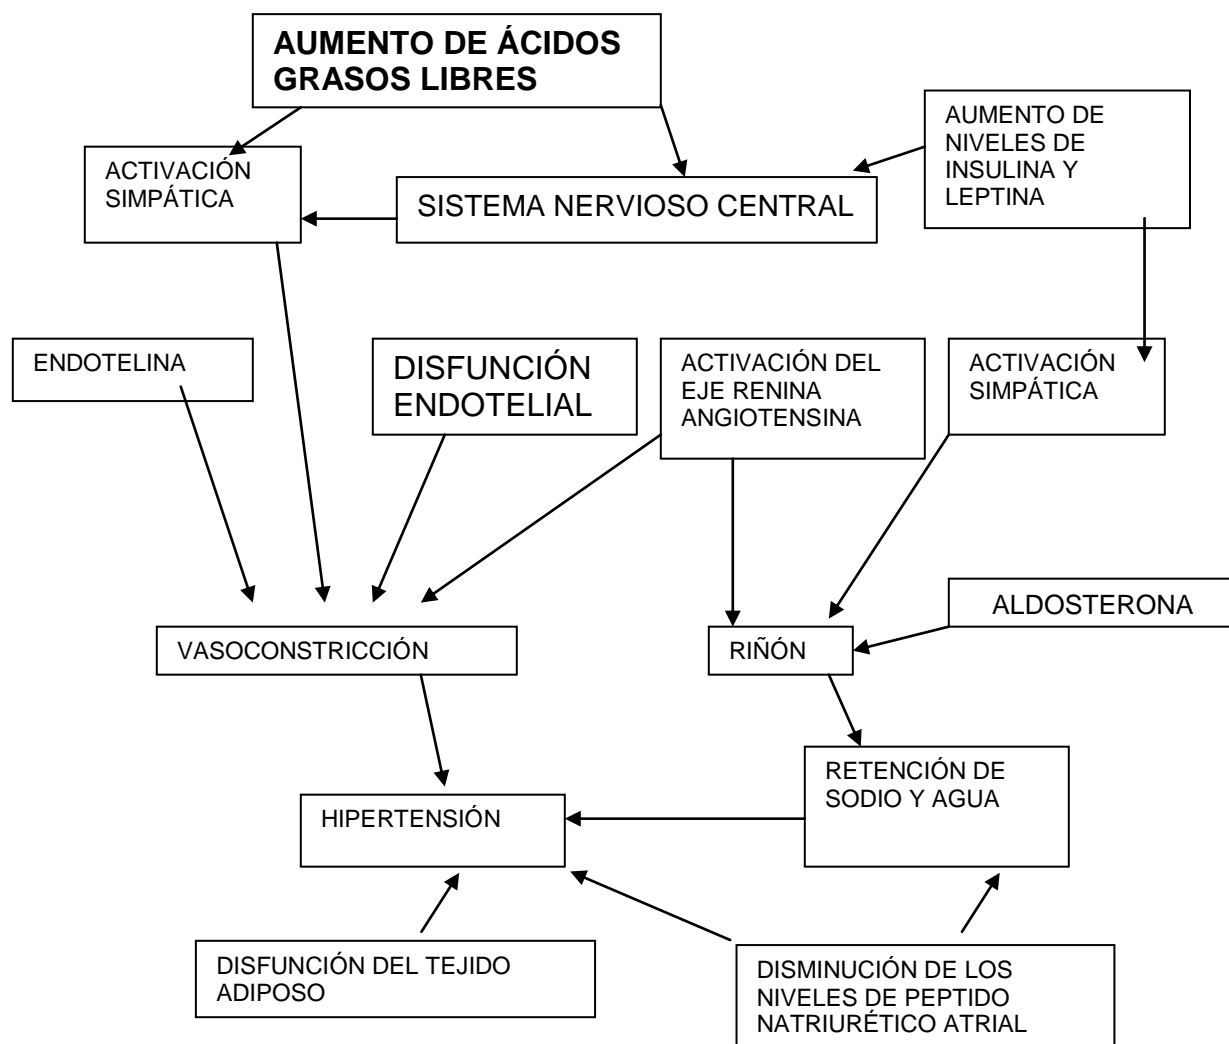 AUMENTO DE ÁCIDOS
GRASOS LIBRES
AUMENTO DE
NIVELES DE
INSULINA Y
LEPTINA
ACTIVACIÓN
SIMPÁTICA
SISTEMA NERVIOSO CENTRAL
ENDOTELINA
DISFUNCIÓN
ENDOTELIAL
ACTIVACIÓN DEL
EJE RENINA
ANGIOTENSINA
ACTIVACIÓN
SIMPÁTICA
ALDOSTERONA
VASOCONSTRICCIÓN
RIÑÓN
RETENCIÓN DE
SODIO Y AGUA
HIPERTENSIÓN
DISFUNCIÓN DEL TEJIDO
ADIPOSO
DISMINUCIÓN DE LOS
NIVELES DE PEPTIDO
NATRIURÉTICO ATRIAL